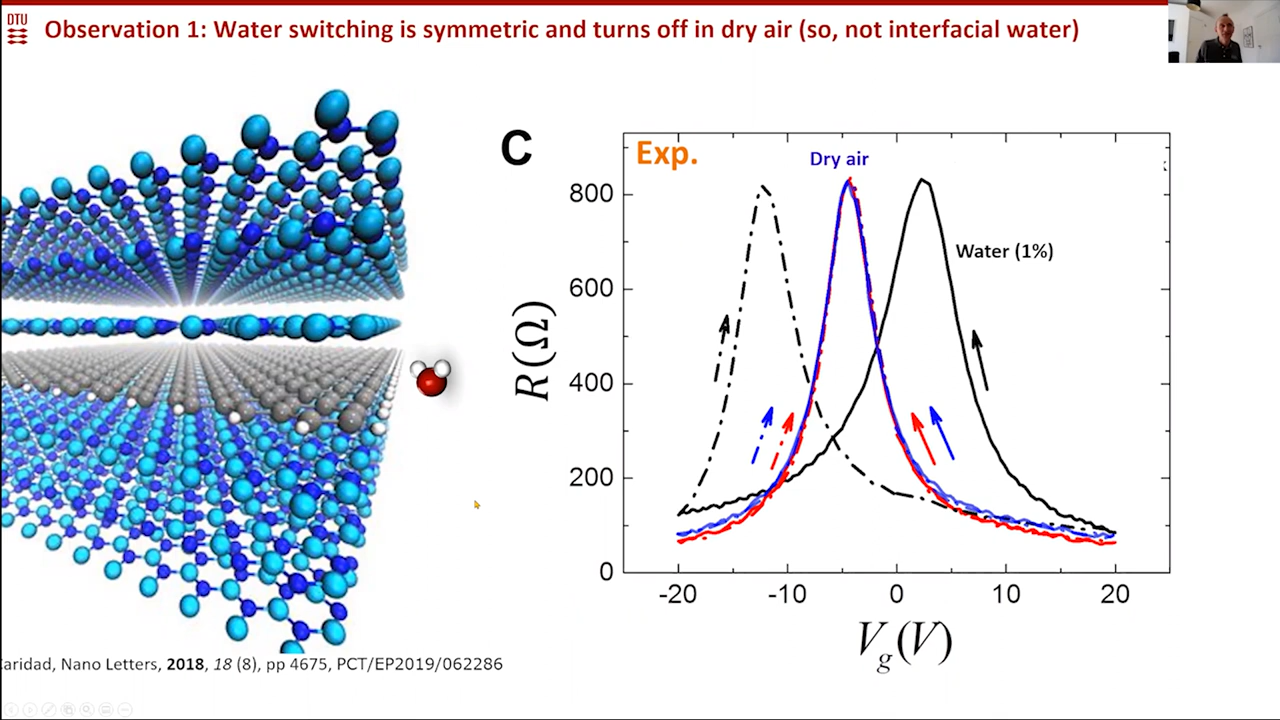 DTU
Observation 1: Water switching is symmetric and turns off in dry air (so, not interfacial water)
C
Exp.
Dry air
Water (1%)
800
600
400
200
0
R(Ω)
-20 -10 0 10 20
Vg(V)
aridad, Nano Letters, 2018, 18 (8), pp 4675, PCT/EP2019/062286